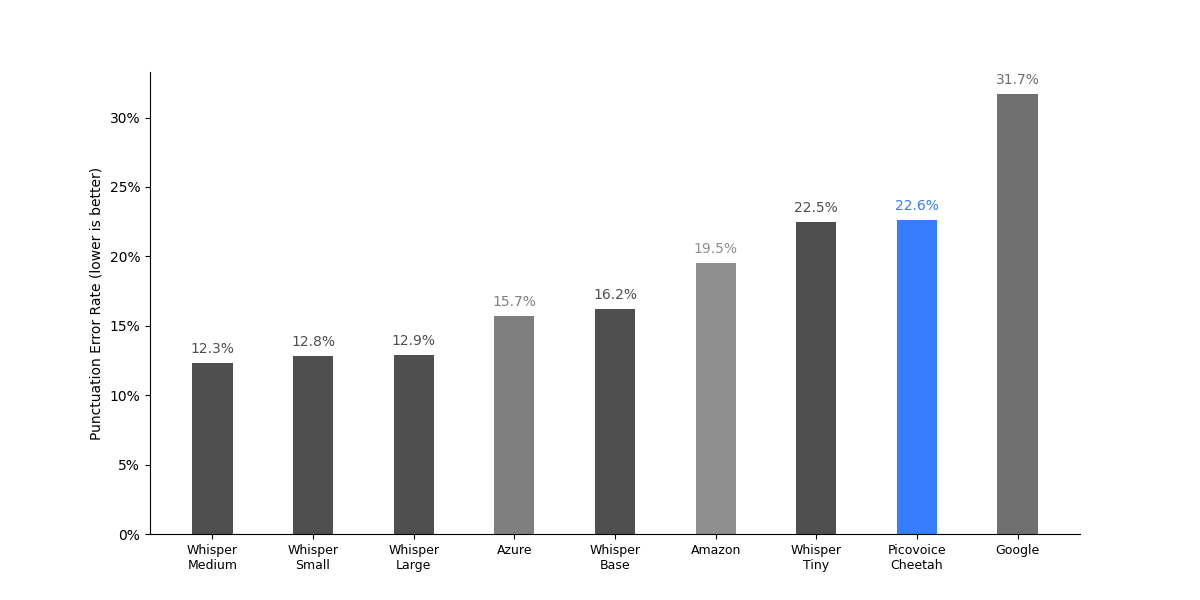 31.7%
30%
25%
22.6%
22.5%
20%
19.5%
16.2%
15.7%
15%
12.9%
12.8%
12.3%
10%
5%
0%
Punctuation Error Rate (lower is better)
Whisper
Medium
Whisper
Small
Whisper
Large
Azure
Whisper
Base
Amazon
Whisper
Tiny
Picovoice
Cheetah
Google